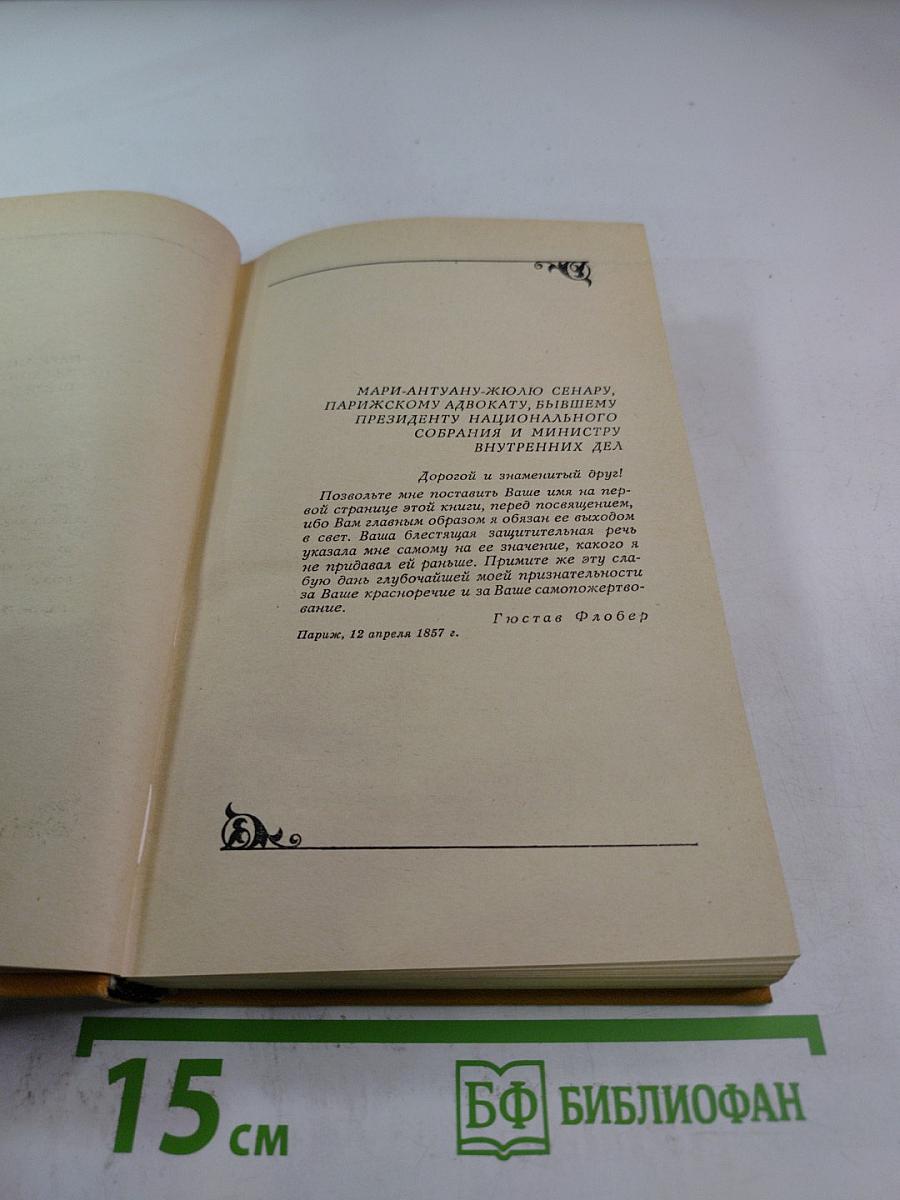 МАРИ-АНТУАНУ-ЖЮЛЮ СЕНАРУ,
ПАРИЖСКОМУ АДВОКАТУ, БЫВШЕМУ
ПРЕЗИДЕНТУ НАЦИОНАЛЬНОГО
СОБРАНИЯ И МИНИСТРУ
ВНУТРЕННИХ ДЕЛ
Дорогой и знаменитый друг!
Позвольте мне поставить Ваше имя на пер-
вой странице этой книги, перед посвящением,
ибо Вам главным образом я обязан ее выходом
в свет. Ваша блестящая защитительная речь
указала мне самому на ее значение, какого я
не придавал ей раньше. Примите же эту сла-
бую дань глубочайшей моей признательности
за Ваше красноречие и за Ваше самопожертво-
вание.
Гюстав Флобер
Париж, 12 апреля 1857 г.
15 см
БФ БИБЛИОФАН